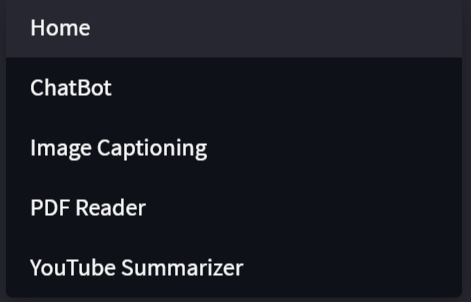 Home
ChatBot
Image Captioning
PDF Reader
YouTube Summarizer